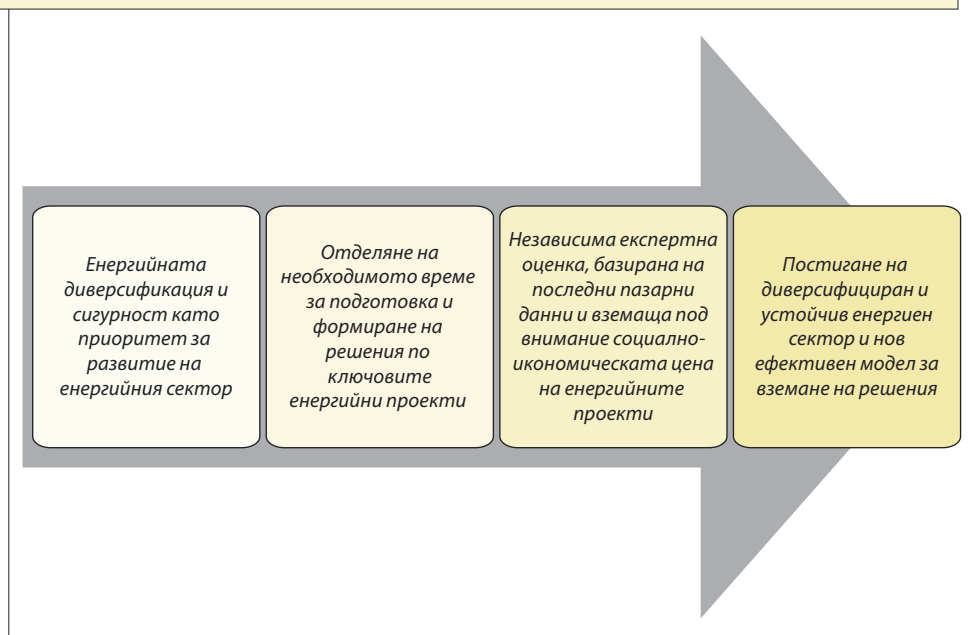 Енергийната
диверсификация и
сигурност като
приоритет за
развитие на
енергийния сектор
Отделяне на
необходимото време
за подготовка и
формиране на
решения по
ключовите
енергийни проекти
Независима експертна
оценка, базирана на
последни пазарни
данни и вземаща под
внимание социално-
икономическата цена
на енергийните
проекти
Постигане на
диверсифициран и
устойчив енергиен
сектор и нов
ефективен модел за
вземане на решения